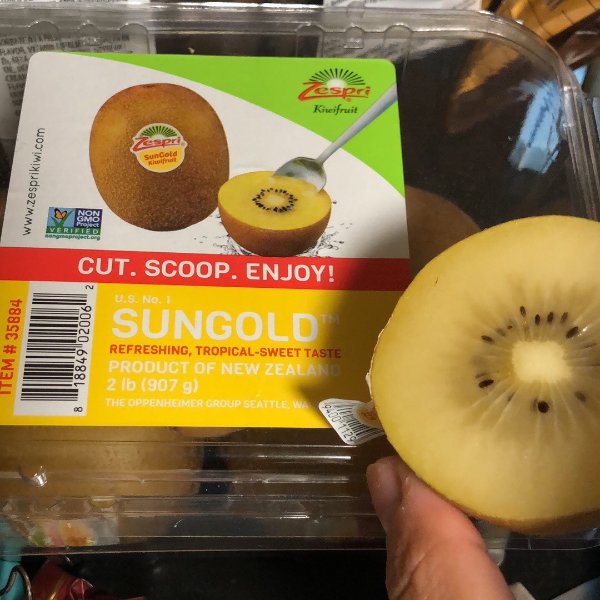 Zespri
Kiwifruit
Zespri
SunGold
Kiwifruit
www.zesprikiwi.com
NON
GMO
Project
VERIFIED
nongmoproject.org
CUT. SCOOP. ENJOY!
ITEM # 35884
8 18849 02006 2
U.S. No. 1
SUNGOLD™
REFRESHING, TROPICAL-SWEET TASTE
PRODUCT OF NEW ZEALAND
2 lb (907 g)
THE OPPENHEIMER GROUP SEATTLE, WA